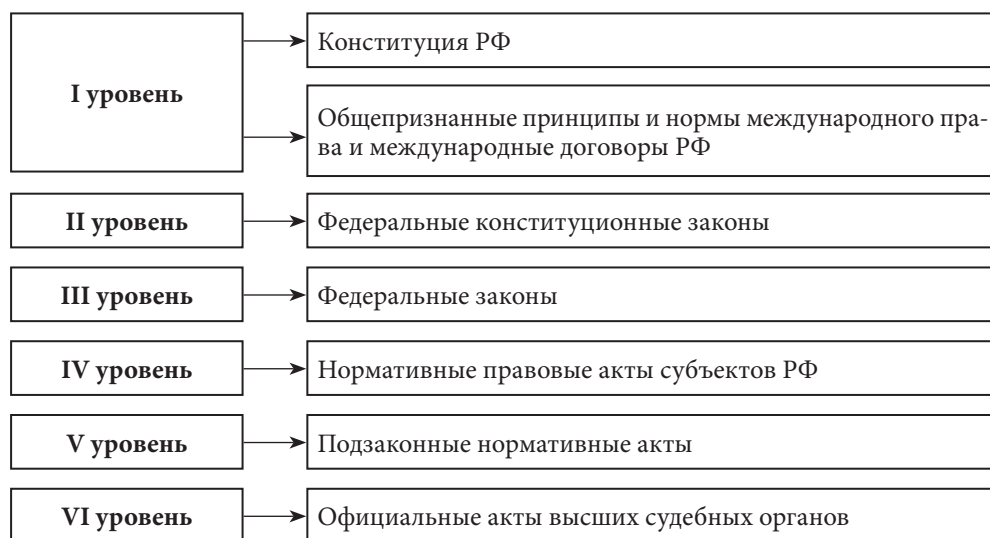 I уровень
Конституция РФ
Общепризнанные принципы и нормы международного пра-
ва и международные договоры РФ
II уровень
Федеральные конституционные законы
III уровень
Федеральные законы
IV уровень
Нормативные правовые акты субъектов РФ
V уровень
Подзаконные нормативные акты
VI уровень
Официальные акты высших судебных органов